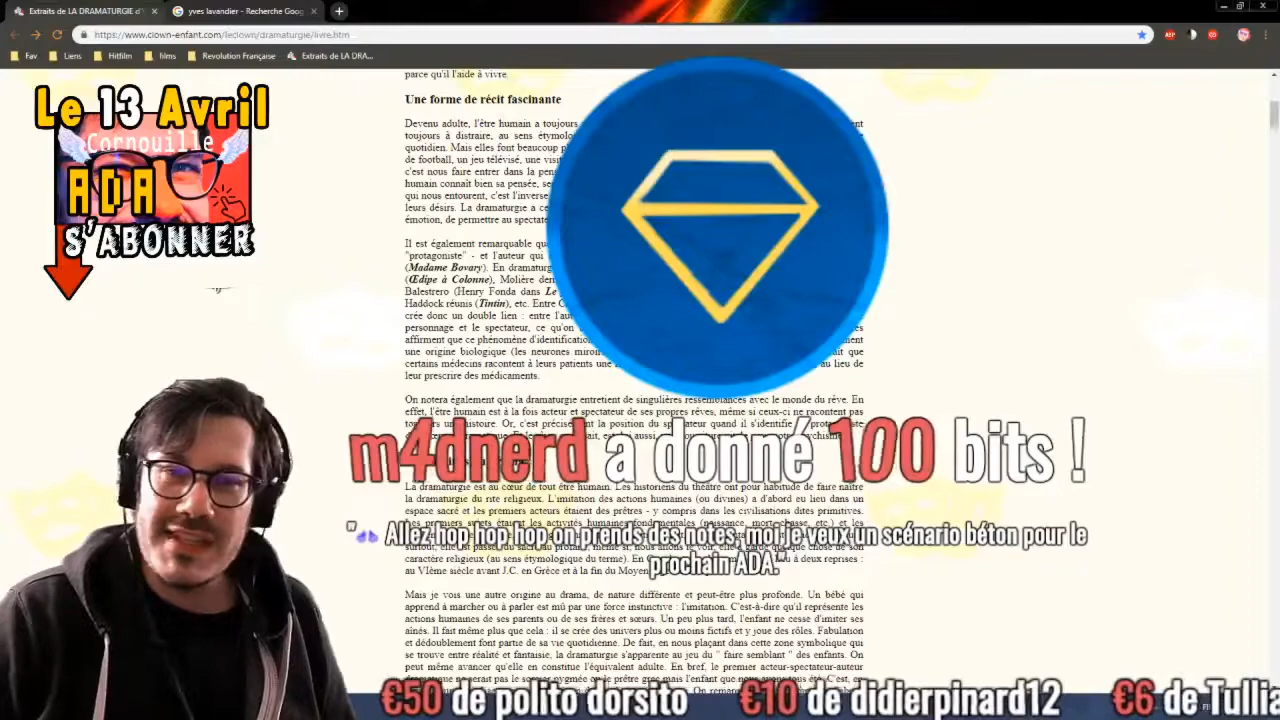 Extraits de LA DRAMATURGIE d'Y
yves lavandier - Recherche Goog
https://www.clown-enfant.com/leclown/dramaturgie/livre.htm
Fav
Liens
Hitfilm
films
Revolution Française
Extraits de LA DRA...
Le 13 Avril
Cornouille
ADA
S'ABONNER
parce qu'il l'aide à vivre
Une forme de récit fascinante
Devenu adulte, l'être humain a toujours
toujours à distraire, au sens étymolo
quotidien. Mais elles font beaucoup pl
de football, un jeu télévisé, une visi
c'est nous faire entrer dans la pens
humain connaît bien sa pensée, se
qui nous entourent, c'est l'inverse
leurs désirs. La dramaturgie a ce
émotion, de permettre au spectate
Il est également remarquable qu
"protagoniste" - et l'auteur qui
(Madame Bovary). En dramaturg
(Œdipe à Colonne), Molière der
Balestrero (Henry Fonda dans Le
Haddock réunis (Tintin), etc. Entre C
crée donc un double lien : entre l'aut
personnage et le spectateur, ce qu'on
affirment que ce phénomène d'identification
une origine biologique (les neurones miroir
certains médecins racontent à leurs patients une
au lieu de
leur prescrire des médicaments.
On notera également que la dramaturgie entretient de singulières ressemblances avec le monde du rêve. En
effet, l'être humain est à la fois acteur et spectateur de ses propres rêves, même si ceux-ci ne racontent pas
m4dnerd a donné 100 bits !
La dramaturgie est au cœur de tout être humain. Les historiens du théâtre ont pour habitude de faire naître
la dramaturgie du rite religieux. L'imitation des actions humaines (ou divines) a d'abord eu lieu dans un
espace sacré et les premiers acteurs étaient des prêtres - y compris dans les civilisations dites primitives.
" Allez hop hop hop on prends des notes, moi je veux un scénario béton pour le
prochain ADA."
au VIème siècle avant J.C. en Grèce et à la fin du Moyen
Mais je vois une autre origine au drama, de nature différente et peut-être plus profonde. Un bébé qui
apprend à marcher ou à parler est mû par une force instinctive : l'imitation. C'est-à-dire qu'il représente les
actions humaines de ses parents ou de ses frères et sœurs. Un peu plus tard, l'enfant ne cesse d'imiter ses
ainés. Il fait même plus que cela : il se crée des univers plus ou moins fictifs et y joue des rôles. Fabulation
et dédoublement font partie de sa vie quotidienne. De fait, en nous plaçant dans cette zone symbolique qui
se trouve entre réalité et fantaisie, la dramaturgie s'apparente au jeu du " faire semblant " des enfants. On
peut même avancer qu'elle en constitue l'équivalent adulte. En bref, le premier acteur-spectateur-auteur
€50 de polito dorsito €10 de didierpinard12 €6 de Tullia